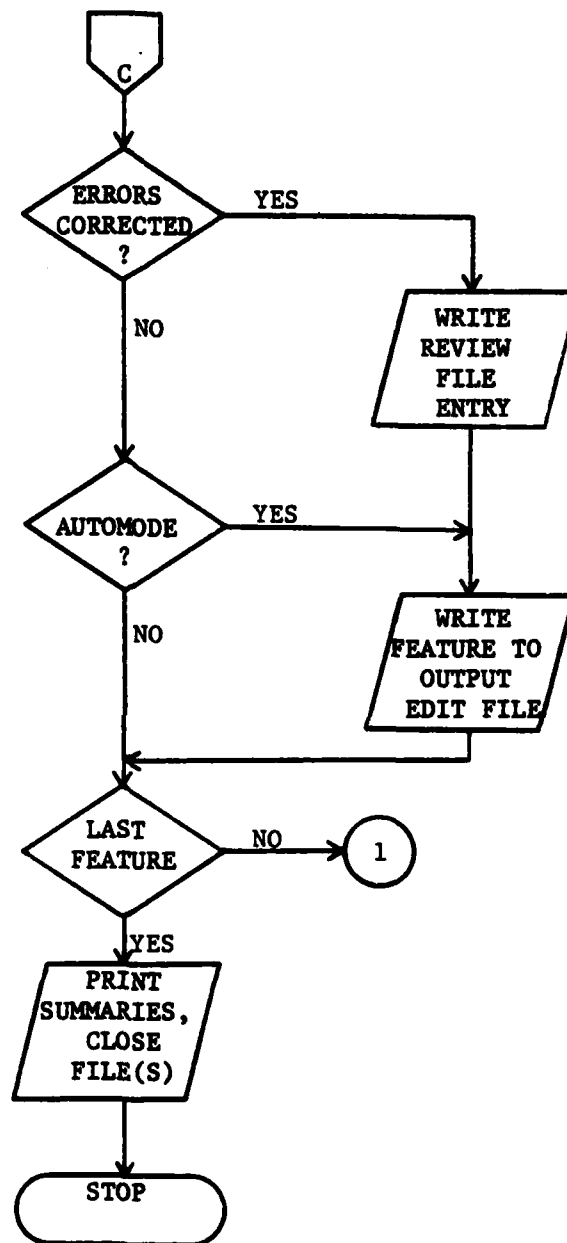 C
ERRORS
CORRECTED
?
YES
NO
WRITE
REVIEW
FILE
ENTRY
AUTOMODE
?
YES
NO
WRITE
FEATURE TO
OUTPUT
EDIT FILE
LAST
FEATURE
NO
1
YES
PRINT
SUMMARIES,
CLOSE
FILE(S)
STOP